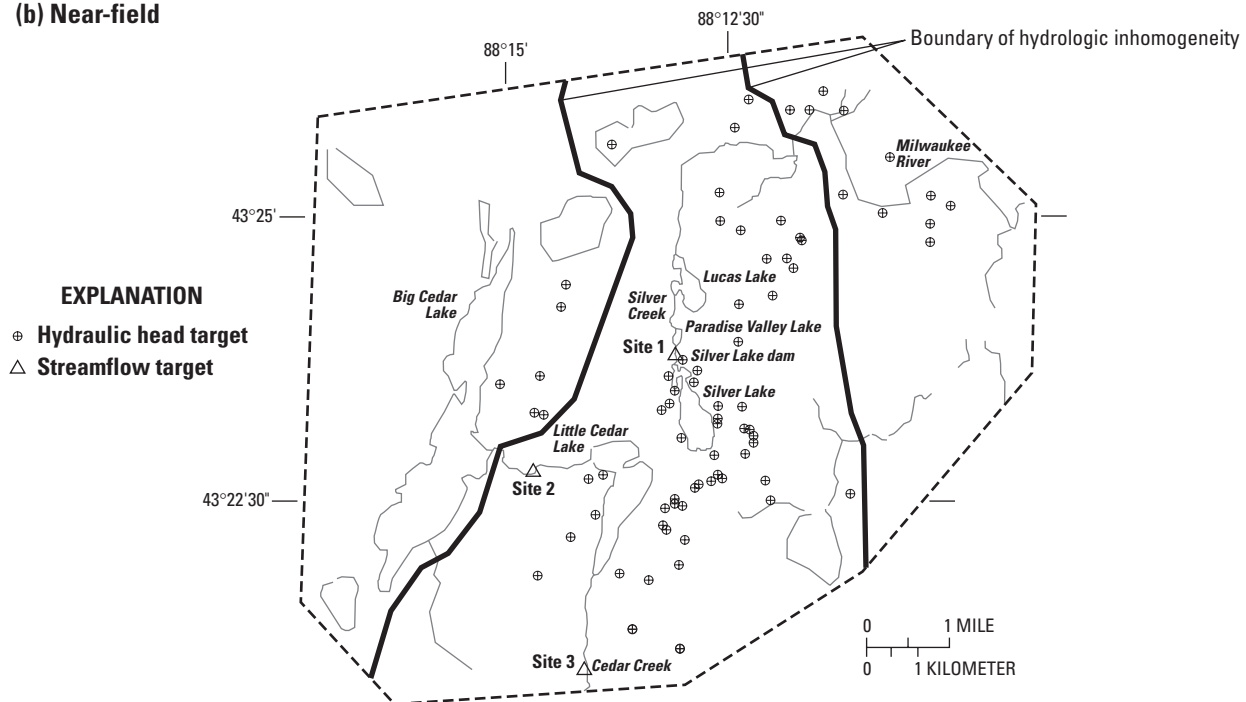 (b) Near-field
88°12'30"
88°15'
Boundary of hydrologic inhomogeneity
Milwaukee
River
43°25'
EXPLANATION
Hydraulic head target
Streamflow target
Big Cedar
Lake
Lucas Lake
Silver
Creek
Paradise Valley Lake
Site 1
Silver Lake dam
Silver Lake
Little Cedar
Lake
Site 2
43°22'30"
0 1 MILE
0 1 KILOMETER
Site 3
Cedar Creek